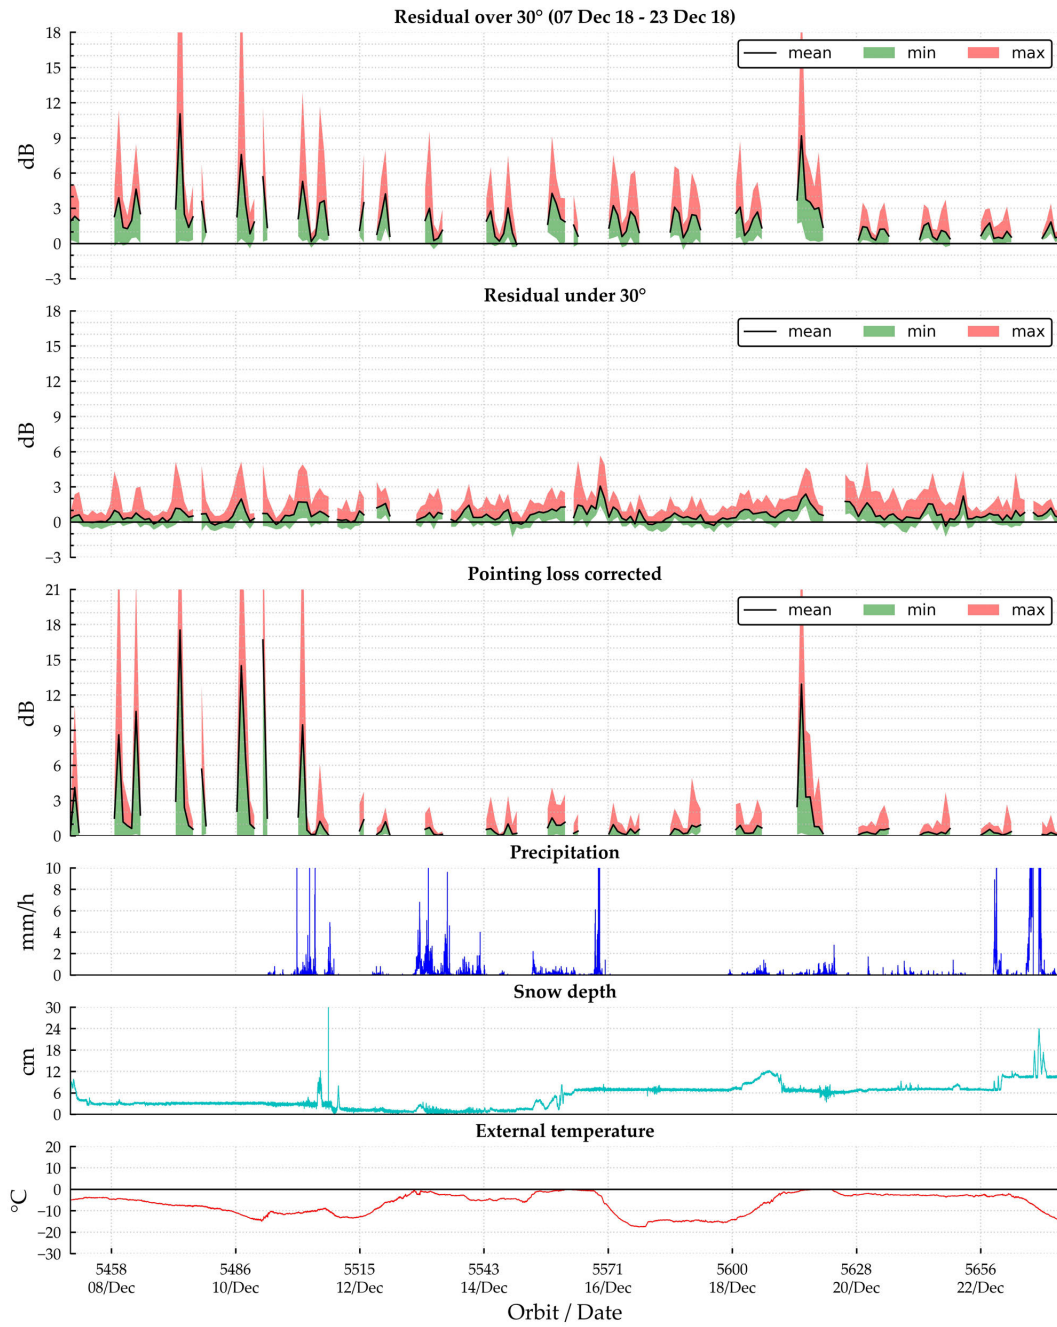 Residual over 30° (07 Dec 18 - 23 Dec 18)
18
15
12
9
6
3
0
−3
dB
mean min max
Residual under 30°
18
15
12
9
6
3
0
−3
dB
mean min max
Pointing loss corrected
21
18
15
12
9
6
3
0
dB
mean min max
Precipitation
10
8
6
4
2
0
mm/h
Snow depth
30
24
18
12
6
0
cm
External temperature
20
10
0
−10
−20
−30
°C
5458 5486 5515 5543 5571 5600 5628 5656
08/Dec 10/Dec 12/Dec 14/Dec 16/Dec 18/Dec 20/Dec 22/Dec
Orbit / Date